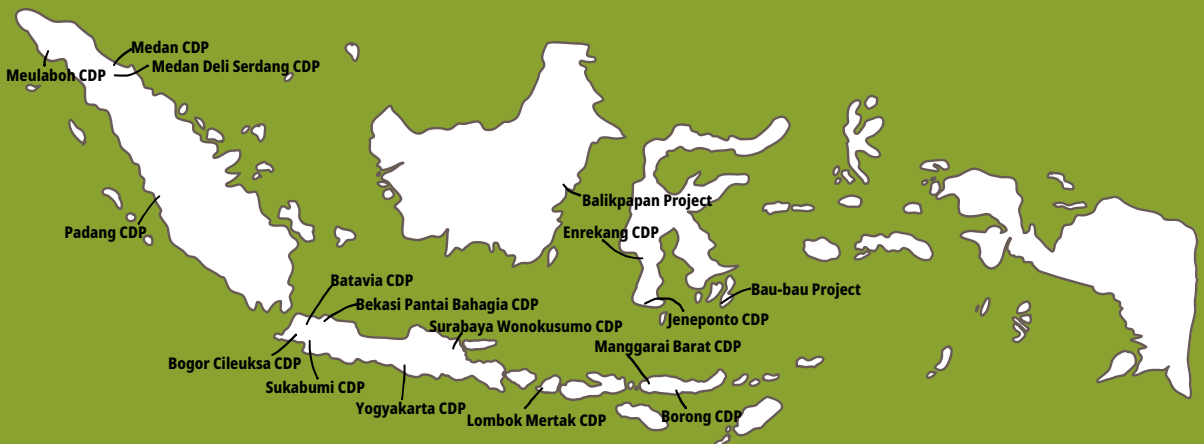 Medan CDP
Meulaboh CDP
Medan Deli Serdang CDP
Balikpapan Project
Padang CDP
Enrekang CDP
Batavia CDP
Bau-bau Project
Bekasi Pantai Bahagia CDP
Jeneponto CDP
Surabaya Wonokusumo CDP
Manggarai Barat CDP
Bogor Cileuksa CDP
Sukabumi CDP
Yogyakarta CDP
Lombok Mertak CDP
Borong CDP